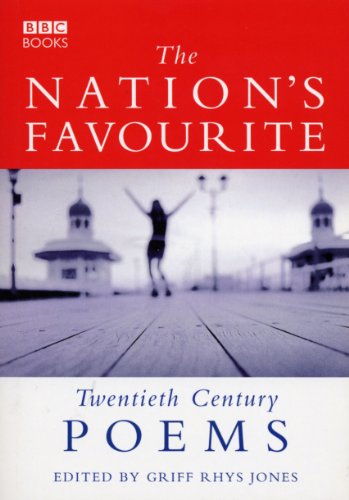 BBC
BOOKS
The
NATION'S
FAVOURITE
Twentieth Century
POEMS
EDITED BY GRIFF RHYS JONES